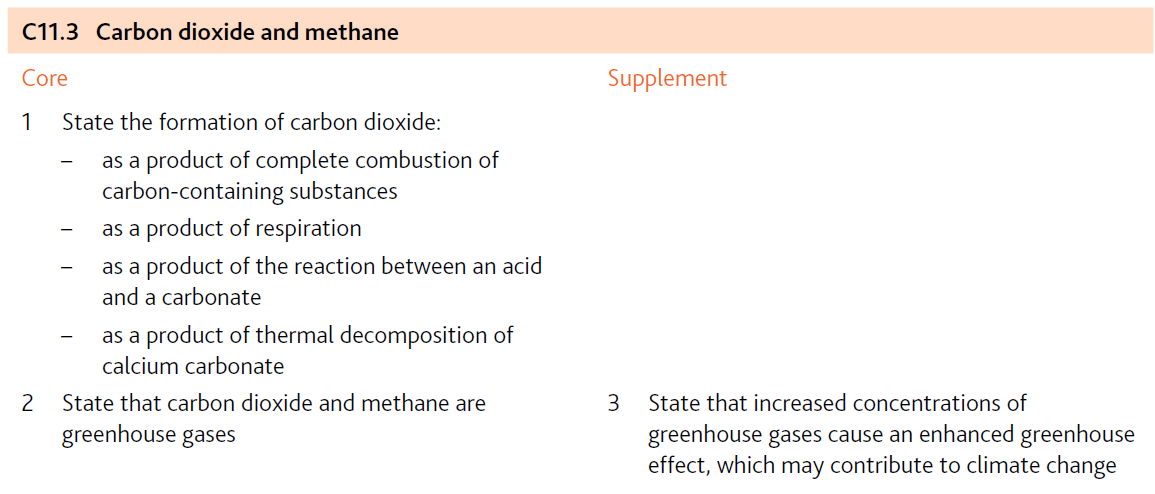 C11.3 Carbon dioxide and methane
Core
Supplement
1 State the formation of carbon dioxide:
– as a product of complete combustion of
carbon-containing substances
– as a product of respiration
– as a product of the reaction between an acid
and a carbonate
– as a product of thermal decomposition of
calcium carbonate
2 State that carbon dioxide and methane are
greenhouse gases
3 State that increased concentrations of
greenhouse gases cause an enhanced greenhouse
effect, which may contribute to climate change